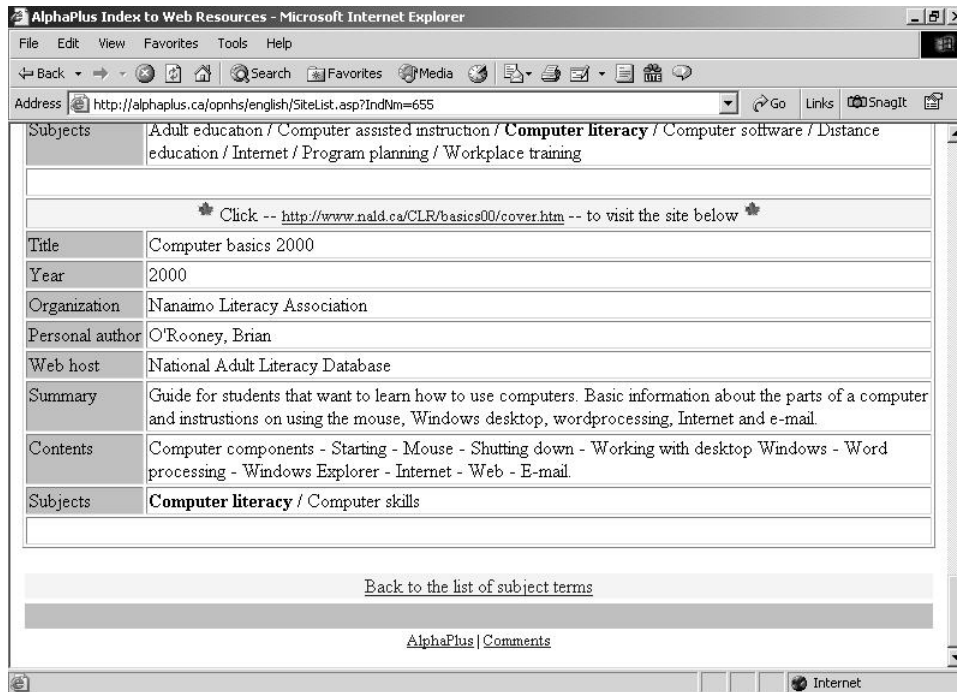 AlphaPlus Index to Web Resources - Microsoft Internet Explorer
File Edit View Favorites Tools Help
Back Search Favorites Media
Address http://alphaplus.ca/opnhs/english/SiteList.asp?IndNm=655 Go Links SnagIt
Subjects Adult education / Computer assisted instruction / Computer literacy / Computer software / Distance
education / Internet / Program planning / Workplace training
Click -- http://www.nald.ca/CLR/basics00/cover.htm -- to visit the site below
Title Computer basics 2000
Year 2000
Organization Nanaimo Literacy Association
Personal author O'Rooney, Brian
Web host National Adult Literacy Database
Summary Guide for students that want to learn how to use computers. Basic information about the parts of a computer
and instrustions on using the mouse, Windows desktop, wordprocessing, Internet and e-mail.
Contents Computer components - Starting - Mouse - Shutting down - Working with desktop Windows - Word
processing - Windows Explorer - Internet - Web - E-mail.
Subjects Computer literacy / Computer skills
Back to the list of subject terms
AlphaPlus | Comments
Internet